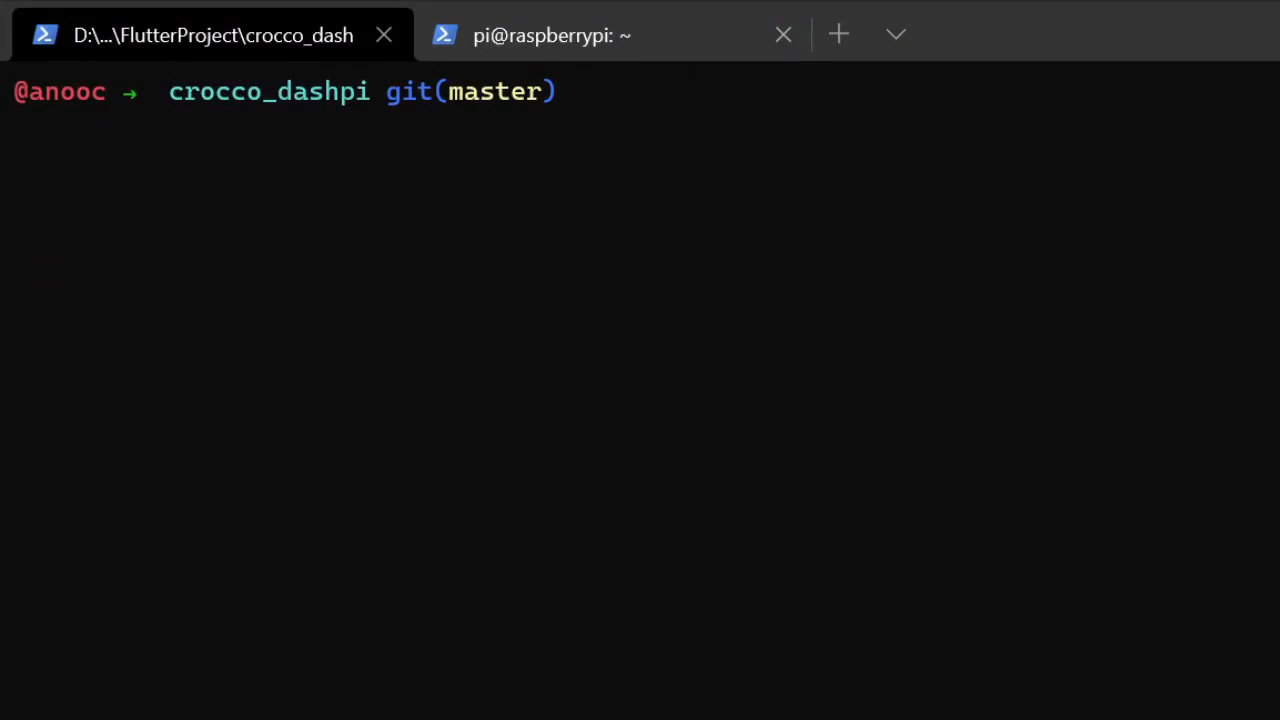 D:\...\FlutterProject\crocco_dash
pi@raspberrypi: ~
@anooc → crocco_dashpi git(master)